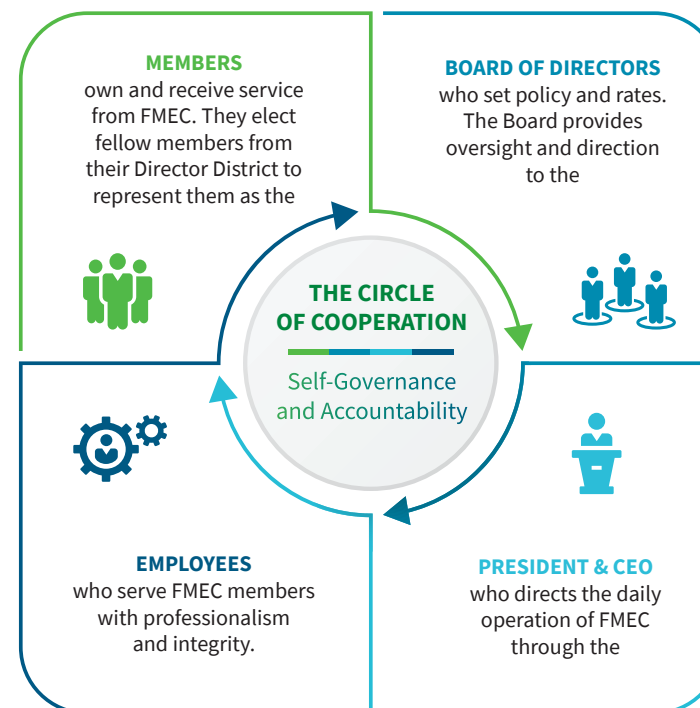 MEMBERS
own and receive service
from FMEC. They elect
fellow members from
their Director District to
represent them as the
BOARD OF DIRECTORS
who set policy and rates.
The Board provides
oversight and direction
to the
THE CIRCLE
OF COOPERATION
Self-Governance
and Accountability
PRESIDENT & CEO
who directs the daily
operation of FMEC
through the
EMPLOYEES
who serve FMEC members
with professionalism
and integrity.